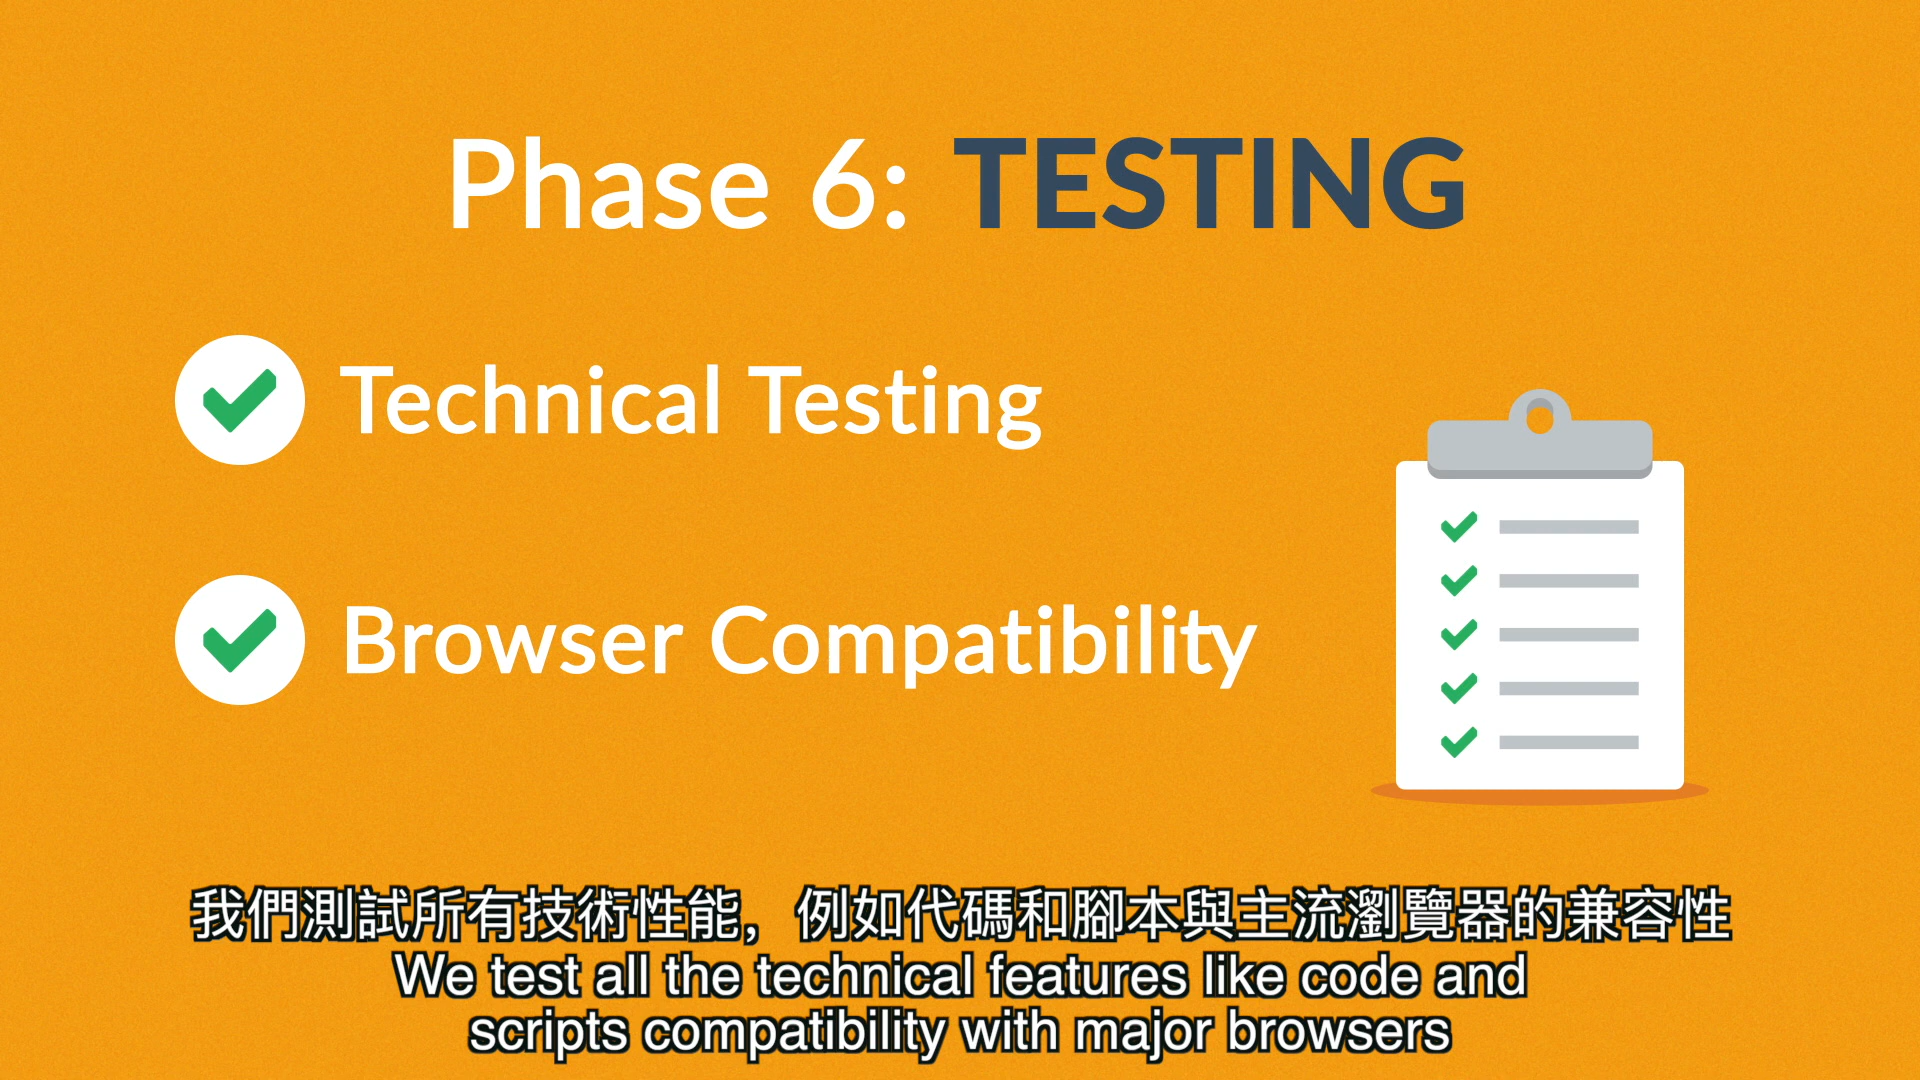 Phase 6: TESTING
Technical Testing
Browser Compatibility
我們測試所有技術性能，例如代碼和腳本與主流瀏覽器的兼容性
We test all the technical features like code and
scripts compatibility with major browsers